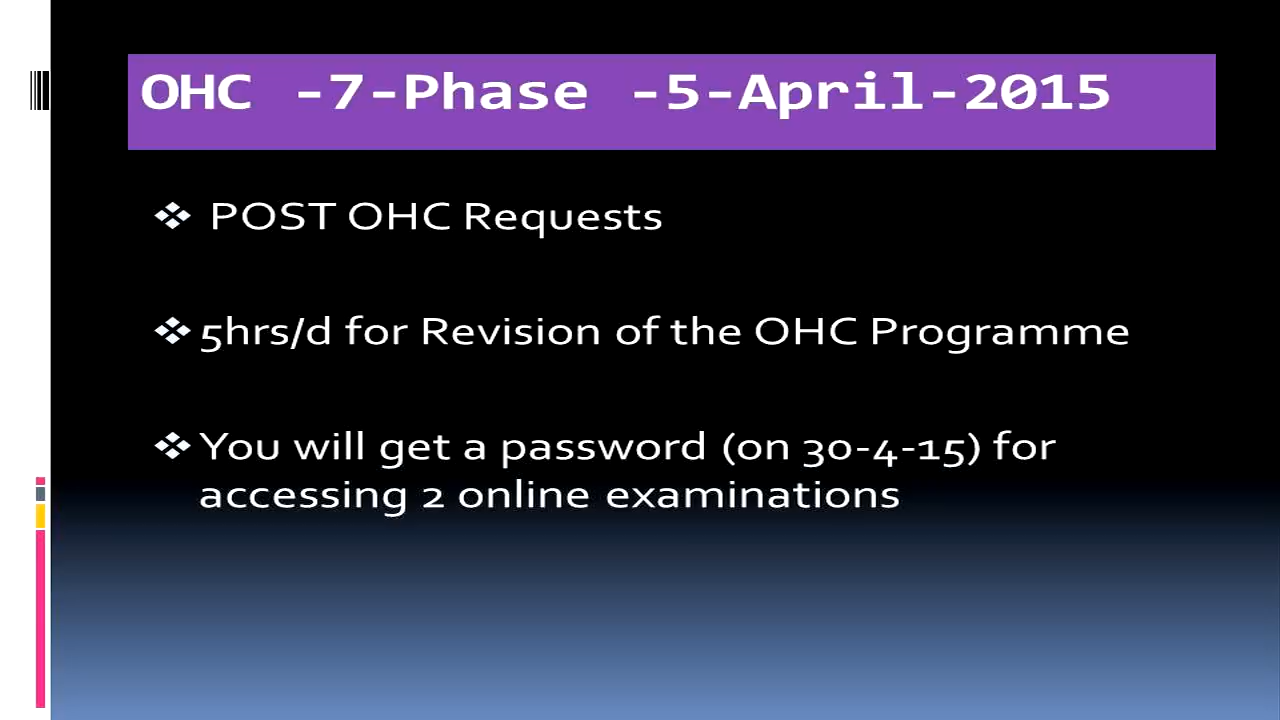 OHC -7-Phase -5-April-2015
❖ POST OHC Requests
❖ 5hrs/d for Revision of the OHC Programme
❖ You will get a password (on 30-4-15) for
accessing 2 online examinations